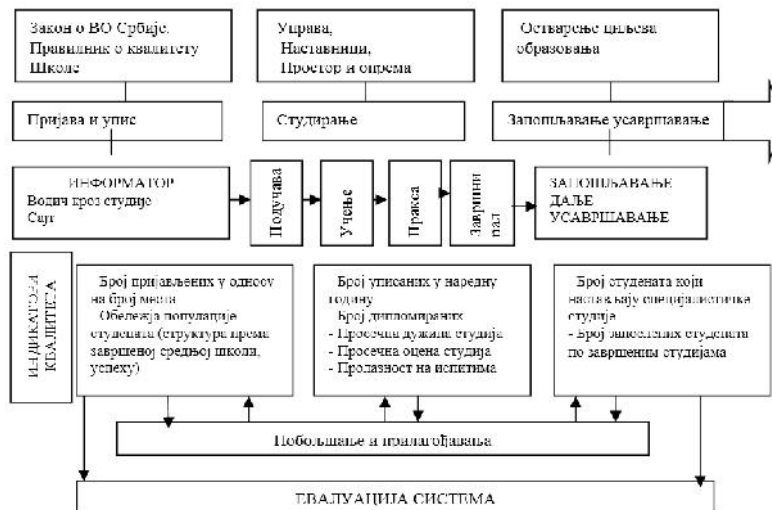 Закон о ВО Србије.
Правилник о квалитету
Школе
Управа,
Наставници,
Простор и опрема
Остварење циљева
образовања
Пријава и упис
Студирање
Запошљавање усавршавање
ИНФОРМАТОР
Водич кроз студије
Сајт
Подучава
Учење
Пракса
Завршни
рад
ЗАПОШЉАВАЊЕ
ДАЉЕ
УСАВРШАВАЊЕ
ИНДИКАТОРИ
КВАЛИТЕТА
Број пријављених у односу
на број места
Обележја популације
студената (структура према
завршеној средњој школи,
успеху)
Број уписаних у наредну
годину
Број дипломираних
- Просечна дужина студија
- Просечна оцена студија
- Пролазност на испитима
Број студената који
настављају специјалистичке
студије
- Број запослених студената
по завршеним студијама
Побољшање и прилагођавања
ЕВАЛУАЦИЈА СИСТЕМА